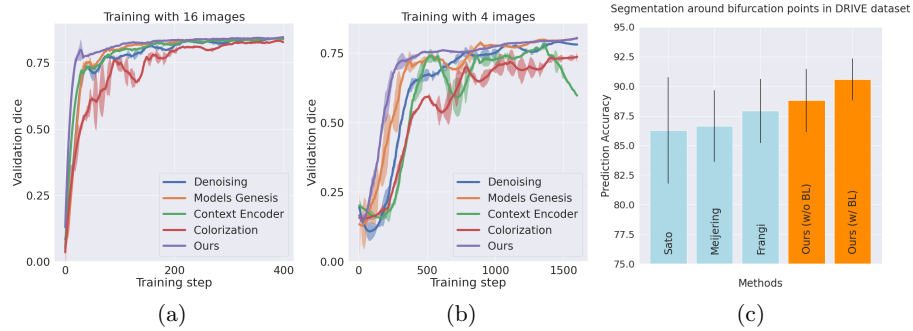 Training with 16 images
Validation dice
0.75
0.50
0.25
0.00
Denoising
Models Genesis
Context Encoder
Colorization
Ours
0
200
400
Training step
(a)
Training with 4 images
Validation dice
0.75
0.50
0.25
0.00
Denoising
Models Genesis
Context Encoder
Colorization
Ours
0
500
1000
1500
Training step
(b)
Segmentation around bifurcation points in DRIVE dataset
Prediction Accuracy
95.0
92.5
90.0
87.5
85.0
82.5
80.0
77.5
75.0
Sato
Meijering
Frangi
Ours (w/o BL)
Ours (w/ BL)
Methods
(c)